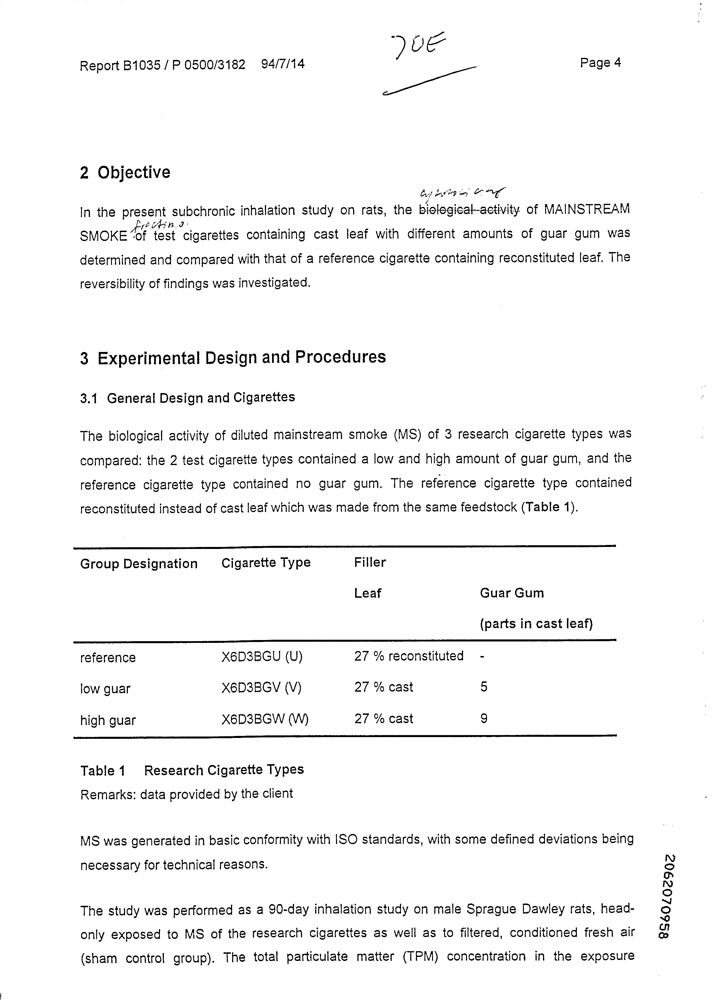 JOE
Report B1035 / P 0500/3182 94/7/14
Page 4
2 Objective
In the present subchronic inhalation study on rats, the biological activity of MAINSTREAM
SMOKE of test cigarettes containing cast leaf with different amounts of guar gum was
determined and compared with that of a reference cigarette containing reconstituted leaf. The
reversibility of findings was investigated.
3 Experimental Design and Procedures
3.1 General Design and Cigarettes
The biological activity of diluted mainstream smoke (MS) of 3 research cigarette types was
compared: the 2 test cigarette types contained a low and high amount of guar gum, and the
reference cigarette type contained no guar gum. The reference cigarette type contained
reconstituted instead of cast leaf which was made from the same feedstock (Table 1).
Group Designation Cigarette Type Filler
Leaf Guar Gum
(parts in cast leaf)
reference X6D3BGU (U) 27 % reconstituted -
low guar X6D3BGV (V) 27 % cast 5
high guar X6D3BGW (W) 27 % cast 9
Table 1 Research Cigarette Types
Remarks: data provided by the client
MS was generated in basic conformity with ISO standards, with some defined deviations being
necessary for technical reasons.
The study was performed as a 90-day inhalation study on male Sprague Dawley rats, head-
only exposed to MS of the research cigarettes as well as to filtered, conditioned fresh air
(sham control group). The total particulate matter (TPM) concentration in the exposure
2062070958